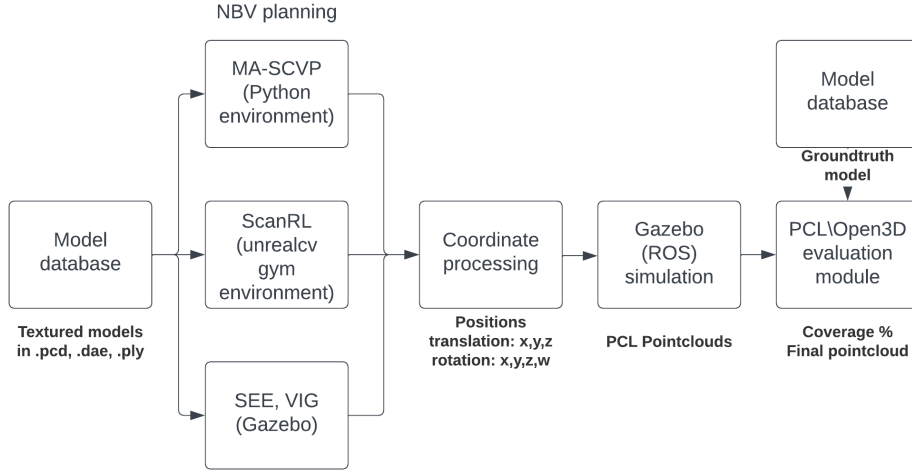 NBV planning
MA-SCVP
(Python
environment)
Model
database
Textured models
in .pcd, .dae, .ply
ScanRL
(unrealcv
gym
environment)
SEE, VIG
(Gazebo)
Coordinate
processing
Positions
translation: x,y,z
rotation: x,y,z,w
Gazebo
(ROS)
simulation
PCL Pointclouds
Model
database
Groundtruth
model
PCL\Open3D
evaluation
module
Coverage %
Final pointcloud